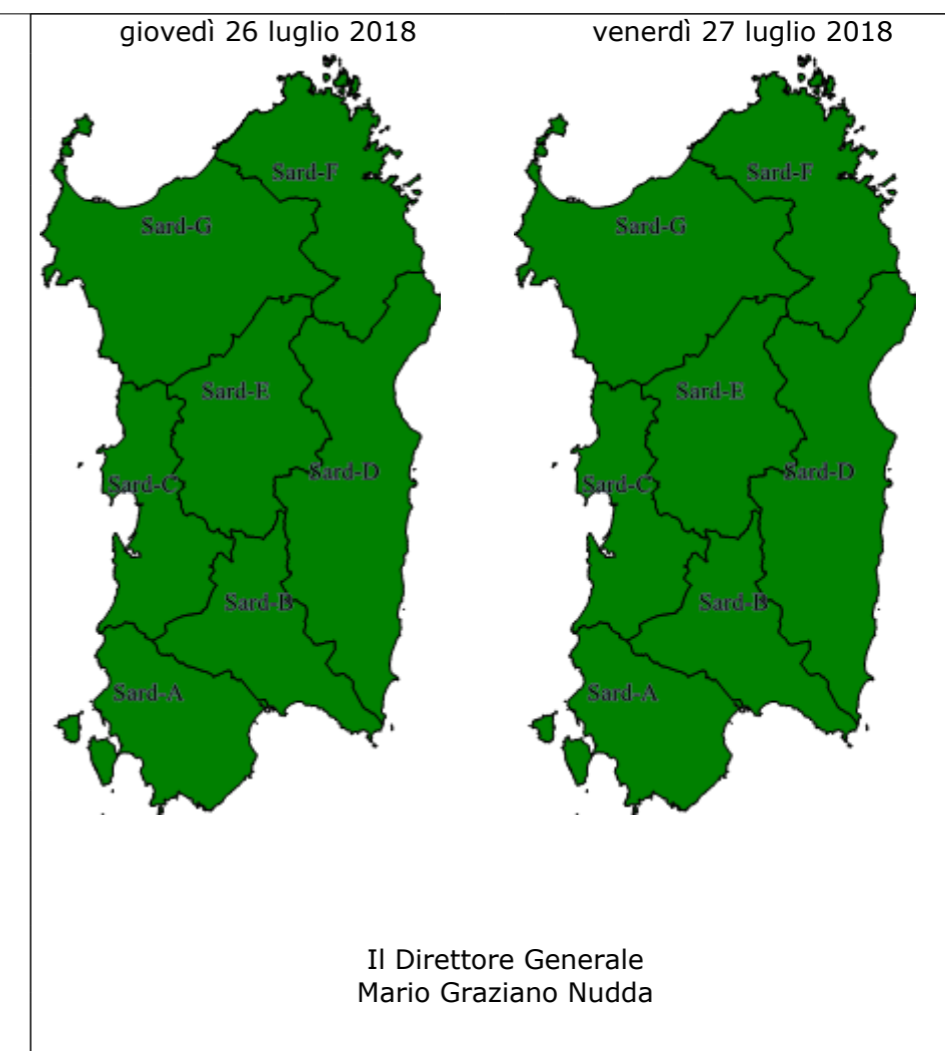 giovedì 26 luglio 2018
Sard-F
Sard-G
Sard-E
Sard-D
Sard-C
Sard-B
Sard-A
venerdì 27 luglio 2018
Sard-F
Sard-G
Sard-E
Sard-D
Sard-C
Sard-B
Sard-A
Il Direttore Generale
Mario Graziano Nudda